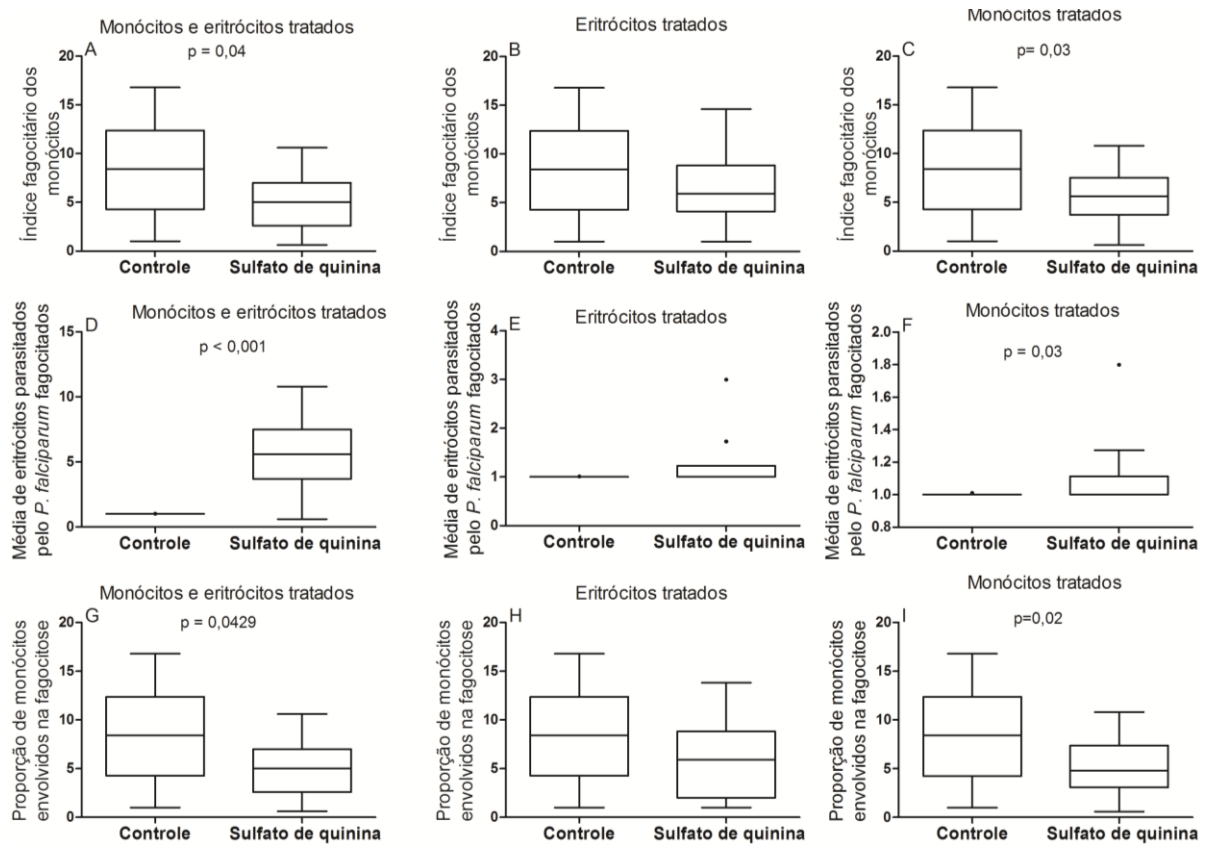 Monócitos e eritrócitos tratados
A
p = 0,04
Índice fagocitário dos
monócitos
20
15
10
5
0
Controle
Sulfato de quinina
Eritrócitos tratados
B
Índice fagocitário dos
monócitos
20
15
10
5
0
Controle
Sulfato de quinina
Monócitos tratados
C
p= 0,03
Índice fagocitário dos
monócitos
20
15
10
5
0
Controle
Sulfato de quinina
Monócitos e eritrócitos tratados
D
p < 0,001
Média de eritrócitos parasitados
pelo P. falciparum fagocitados
15
10
5
0
Controle
Sulfato de quinina
Eritrócitos tratados
E
Média de eritrócitos parasitados
pelo P. falciparum fagocitados
4
3
2
1
0
Controle
Sulfato de quinina
Monócitos tratados
F
p = 0,03
Média de eritrócitos parasitados
pelo P. falciparum fagocitados
2.0
1.8
1.6
1.4
1.2
1.0
0.8
Controle
Sulfato de quinina
Monócitos e eritrócitos tratados
G
p = 0,0429
Proporção de monócitos
envolvidos na fagocitose
20
15
10
5
0
Controle
Sulfato de quinina
Eritrócitos tratados
H
Proporção de monócitos
envolvidos na fagocitose
20
15
10
5
0
Controle
Sulfato de quinina
Monócitos tratados
I
p=0,02
Proporção de monócitos
envolvidos na fagocitose
20
15
10
5
0
Controle
Sulfato de quinina